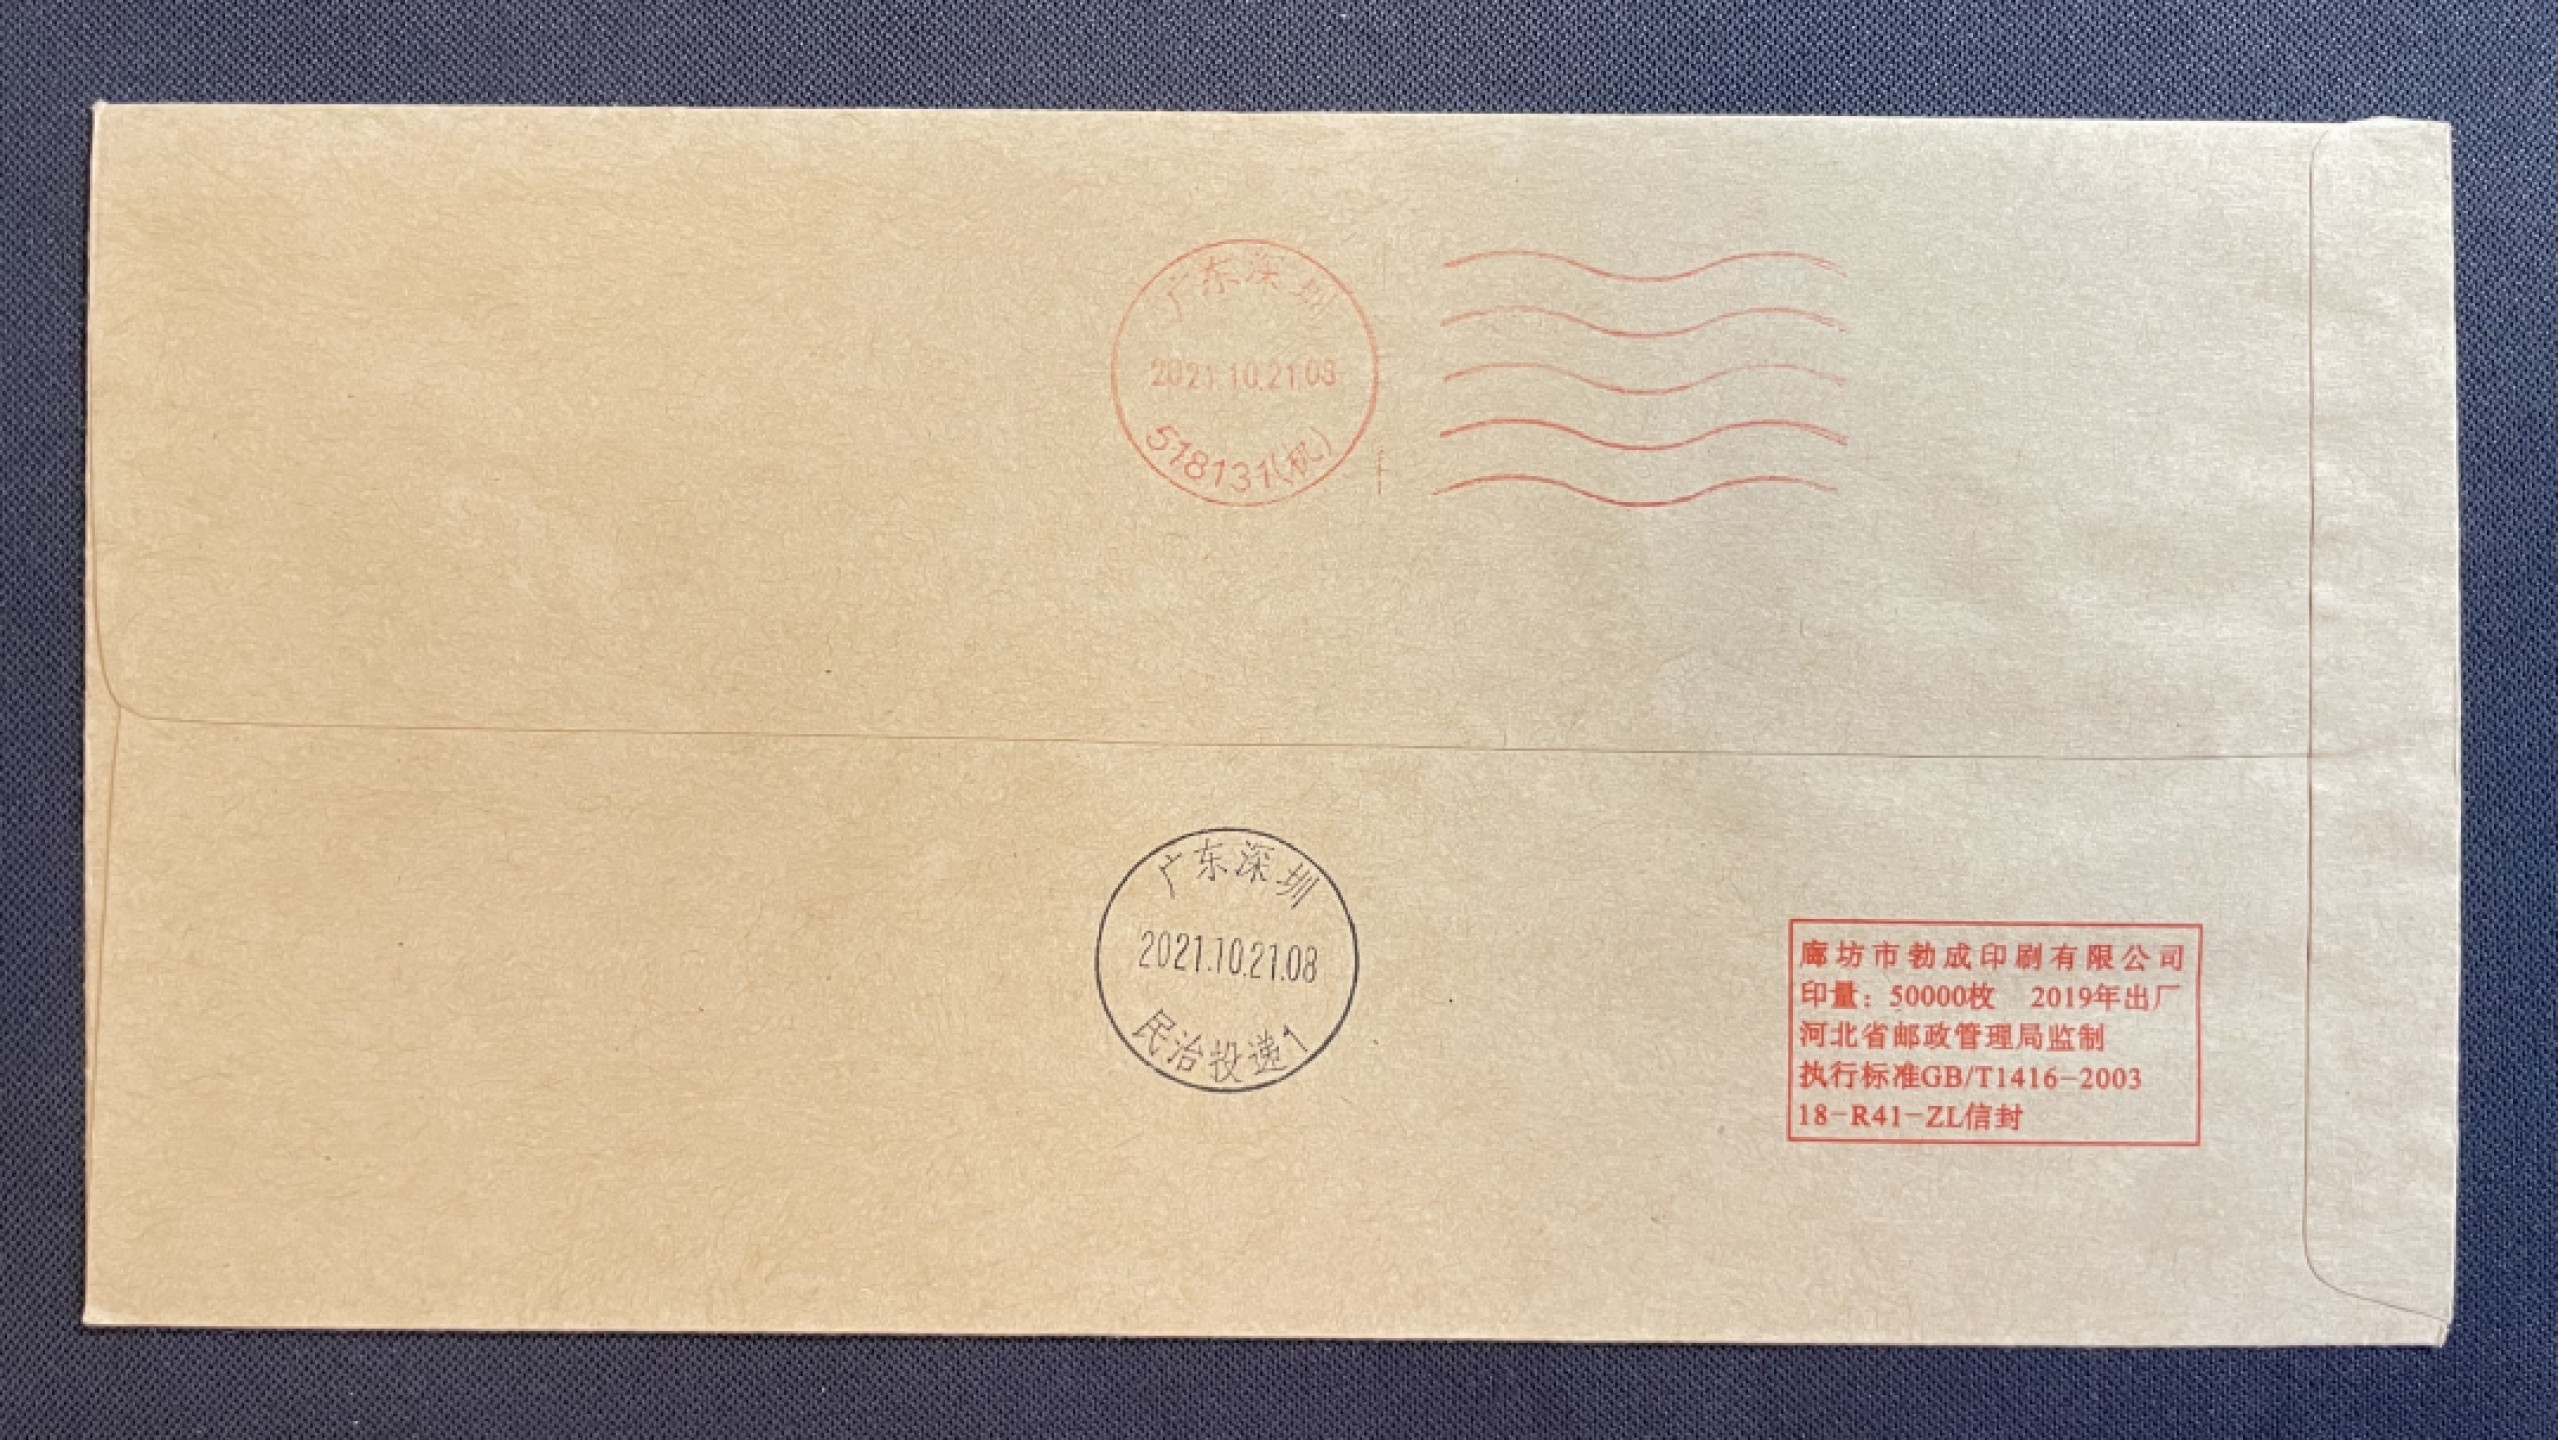 广东深圳
2021.10.21.08
518131(机)
广东深圳
2021.10.21.08
民治投递1
廊坊市勃成印刷有限公司
印量：50000枚 2019年出厂
河北省邮政管理局监制
执行标准GB/T1416-2003
18-R41-ZL信封